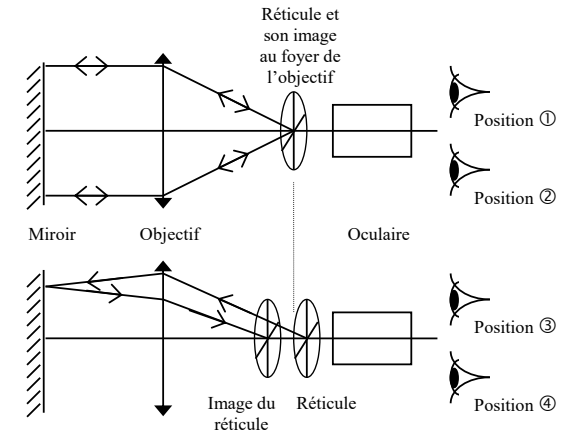 Réticule et
son image
au foyer de
l’objectif
Position ①
Position ②
Miroir
Objectif
Oculaire
Position ③
Position ④
Image du
réticule
Réticule